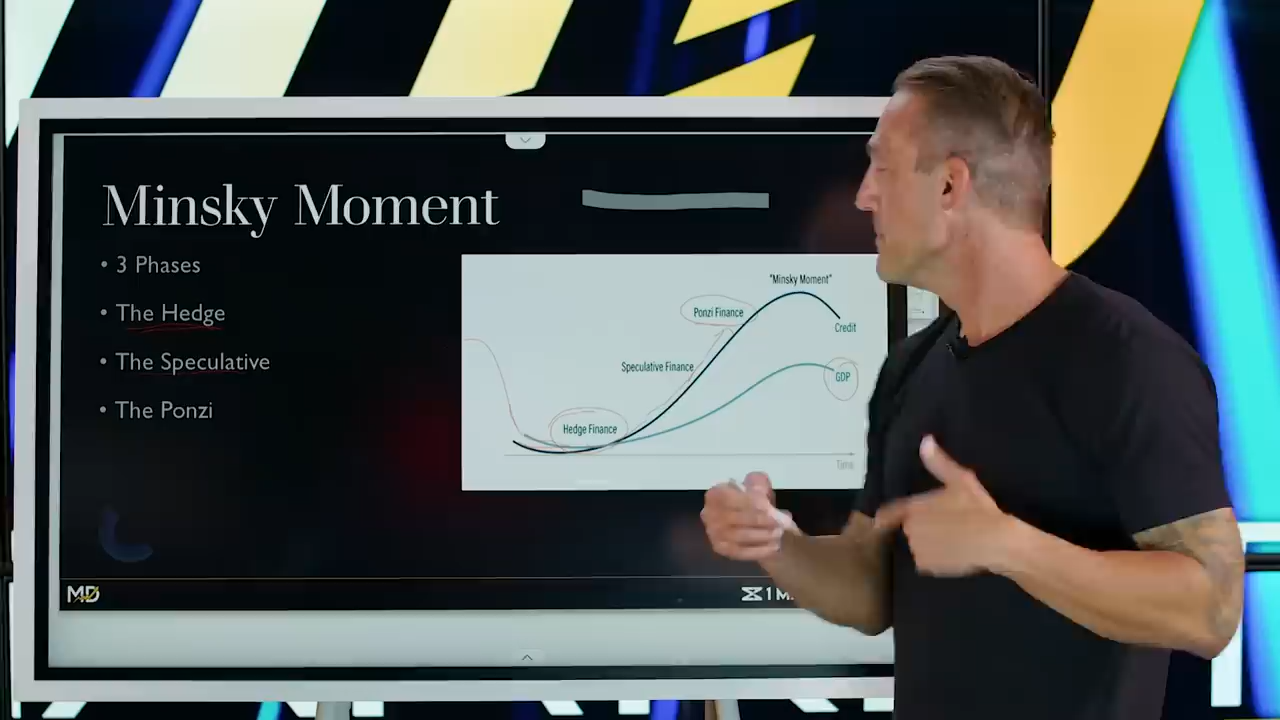 Minsky Moment
• 3 Phases
• The Hedge
• The Speculative
• The Ponzi
"Minsky Moment"
Ponzi Finance
Credit
Speculative Finance
GDP
Hedge Finance
Time
MD
1 M